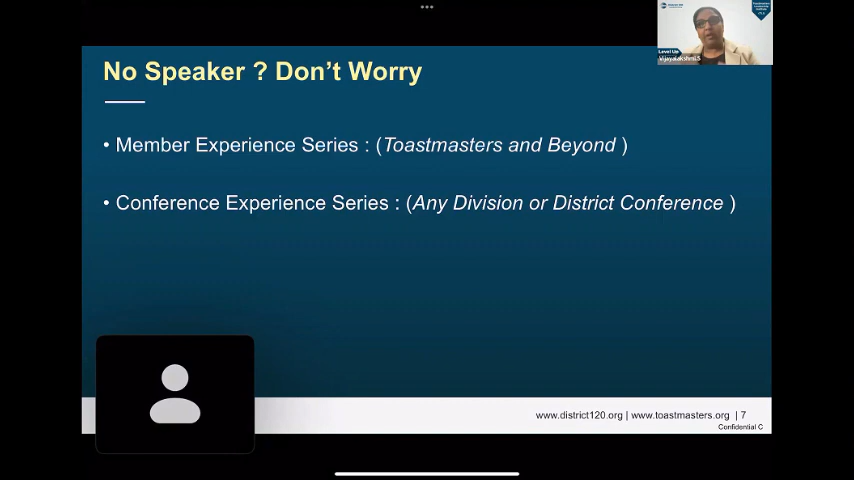 No Speaker ? Don't Worry
• Member Experience Series : (Toastmasters and Beyond )
• Conference Experience Series : (Any Division or District Conference )
Level Up
Vijayalakshmi.S
www.district120.org | www.toastmasters.org | 7
Confidential C